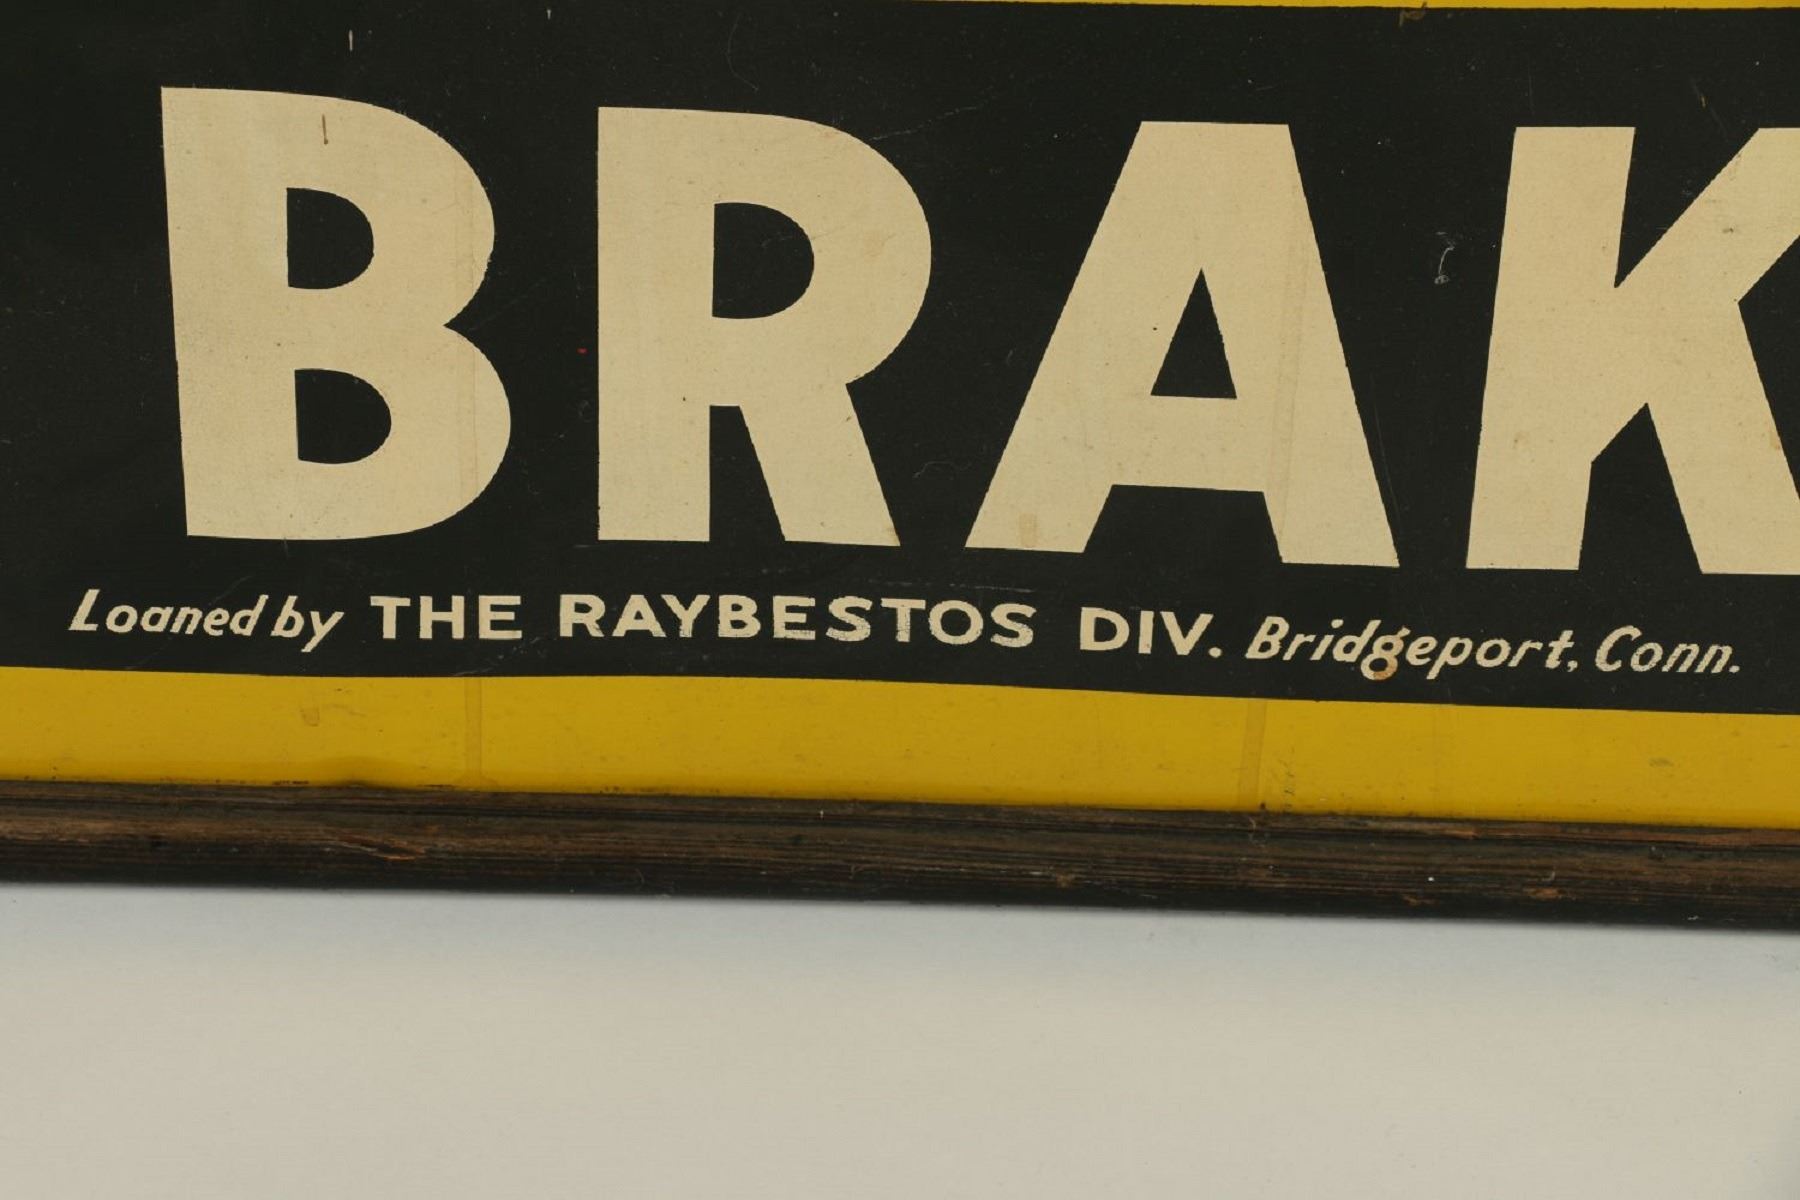 BRAK
Loaned by THE RAYBESTOS DIV. Bridgeport, Conn.